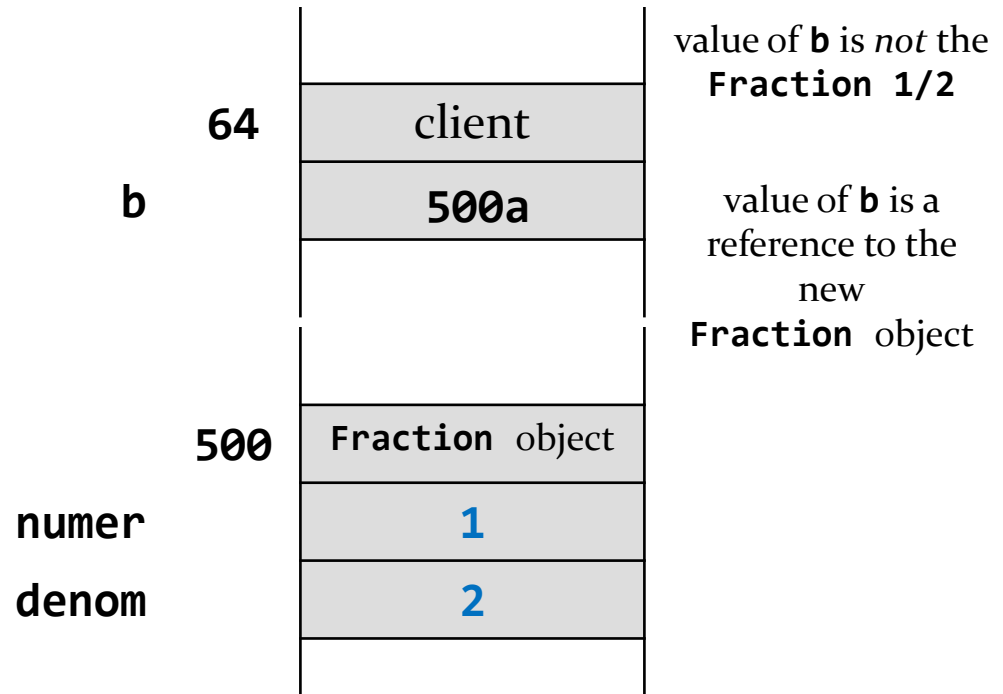 value of b is not the
Fraction 1/2
64 client
b 500a
value of b is a
reference to the
new
Fraction object
500 Fraction object
numer 1
denom 2